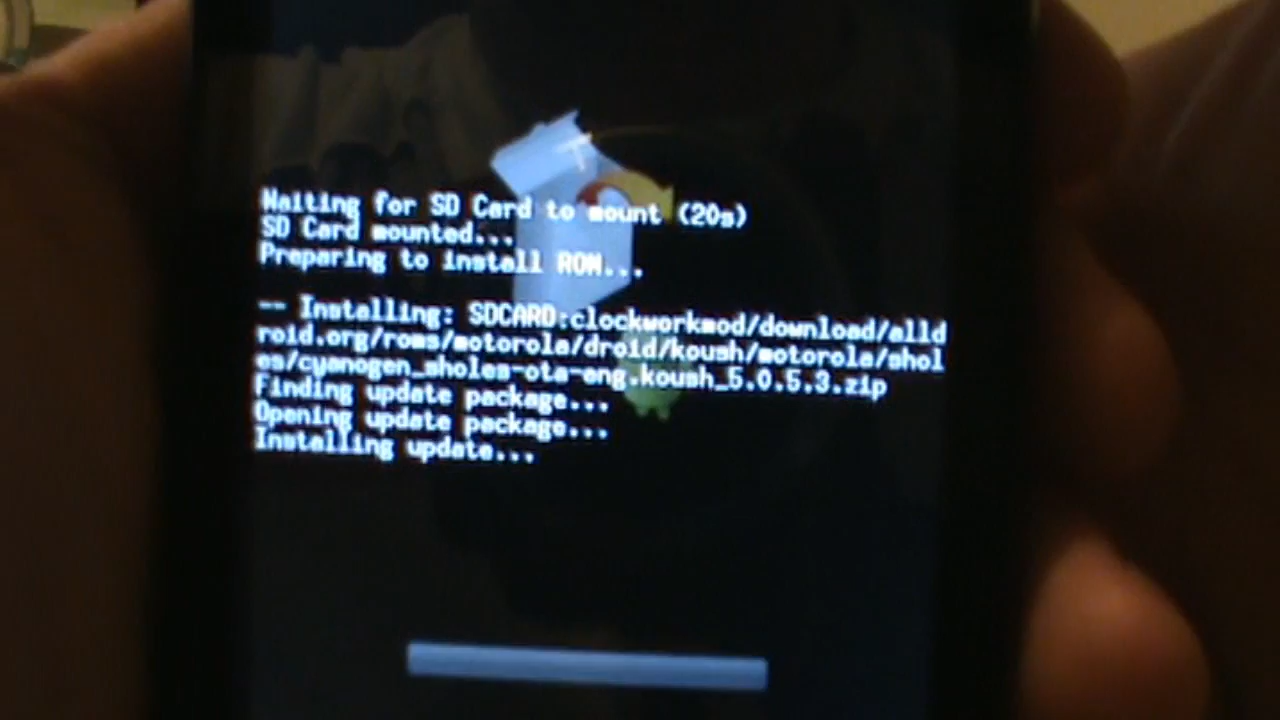 Waiting for SD Card to mount (20s)
SD Card mounted...
Preparing to install ROM...
-- Installing: SDCARD:clockworkmod/download/alld
roid.org/roms/motorola/droid/koush/motorola/shol
es/cyanogen_sholes-ota-eng.koush_5.0.5.3.zip
Finding update package...
Opening update package...
Installing update...